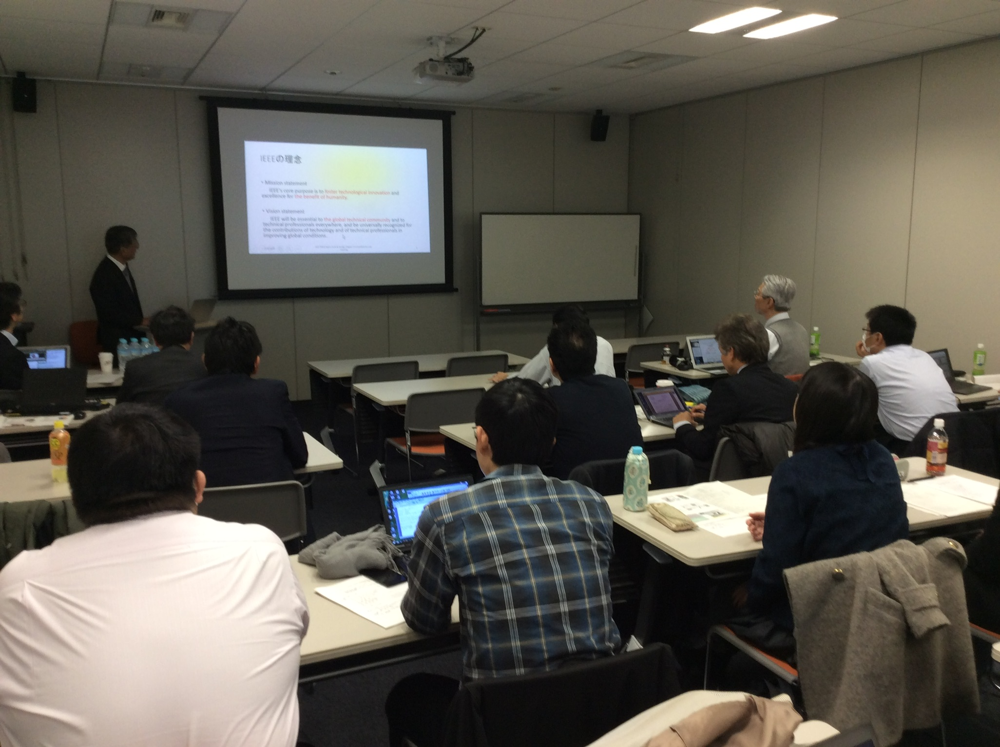 IEEEの理念
• Mission statement
IEEE's core purpose is to foster technological innovation and
excellence for the benefit of humanity.
• Vision statement
IEEE will be essential to the global technical community and to
technical professionals everywhere, and be universally recognized for
the contributions of technology and of technical professionals in
improving global conditions.